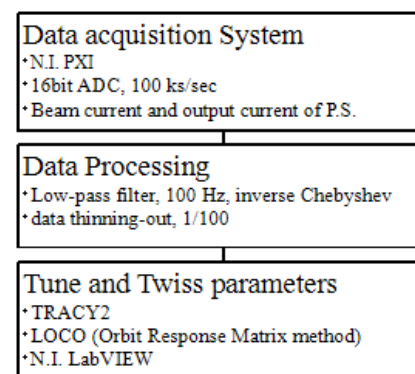 Data acquisition System
・N.I. PXI
・16bit ADC, 100 ks/sec
・Beam current and output current of P.S.
Data Processing
・Low-pass filter, 100 Hz, inverse Chebyshev
・data thinning-out, 1/100
Tune and Twiss parameters
・TRACY2
・LOCO (Orbit Response Matrix method)
・N.I. LabVIEW